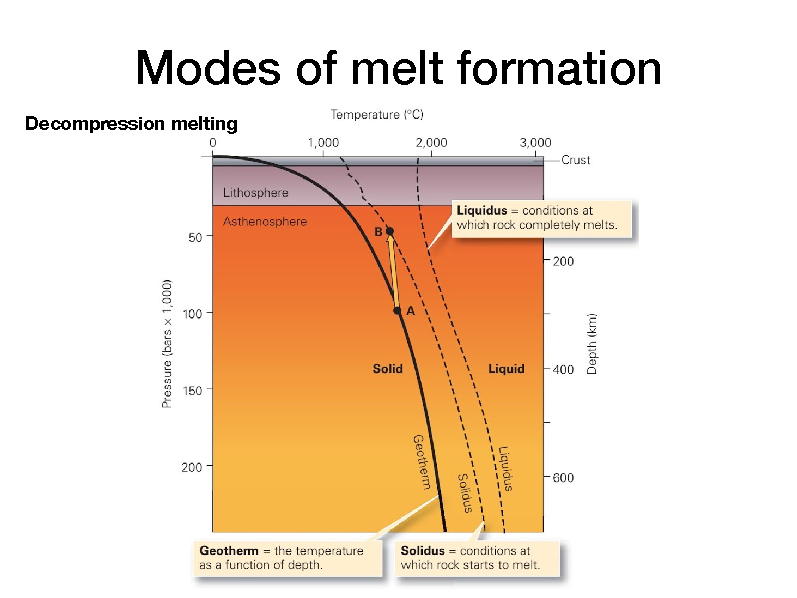 Modes of melt formation
Decompression melting
Temperature (°C)
0
1,000
2,000
3,000
Crust
Lithosphere
Asthenosphere
Liquidus = conditions at
which rock completely melts.
B
50
200
A
100
Pressure (bars x 1,000)
Depth (km)
Solid
Liquid
400
150
Geotherm
Solidus
Liquidus
200
600
Geotherm = the temperature
as a function of depth.
Solidus = conditions at
which rock starts to melt.